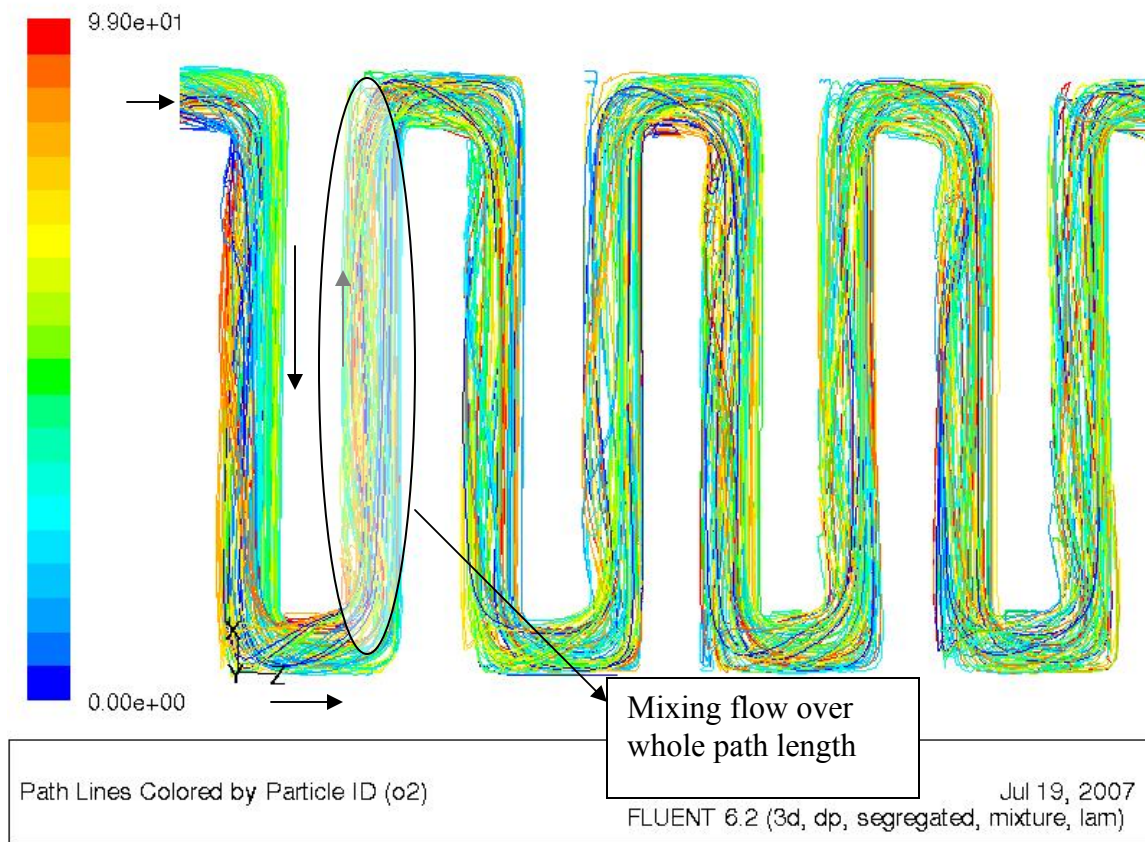 9.90e+01
0.00e+00
X
Y Z
Mixing flow over
whole path length
Path Lines Colored by Particle ID (o2)
Jul 19, 2007
FLUENT 6.2 (3d, dp, segregated, mixture, lam)